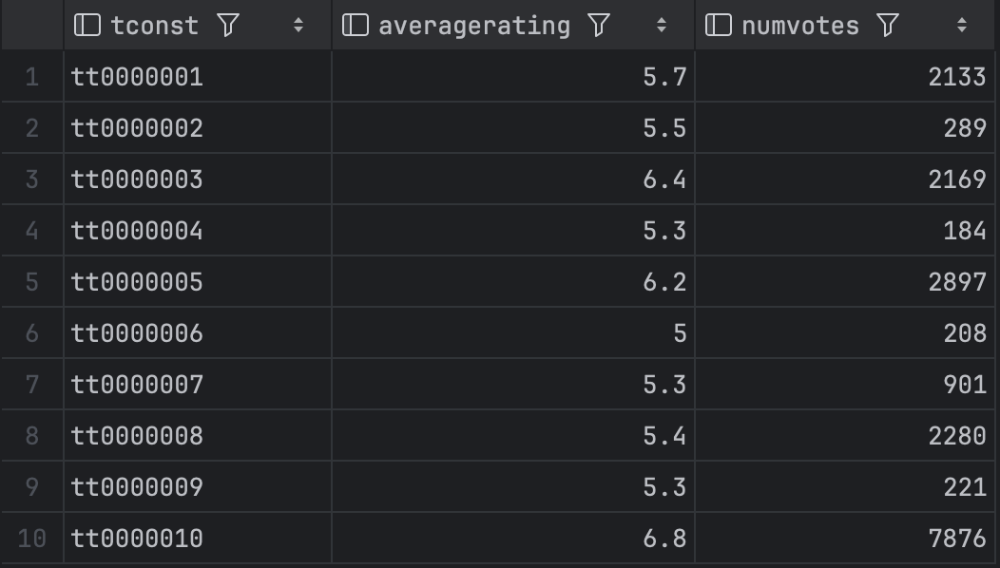 tconst averagerating numvotes
1 tt0000001 5.7 2133
2 tt0000002 5.5 289
3 tt0000003 6.4 2169
4 tt0000004 5.3 184
5 tt0000005 6.2 2897
6 tt0000006 5 208
7 tt0000007 5.3 901
8 tt0000008 5.4 2280
9 tt0000009 5.3 221
10 tt0000010 6.8 7876